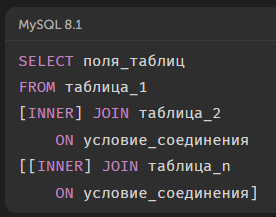 MySQL 8.1
SELECT поля_таблиц
FROM таблица_1
[INNER] JOIN таблица_2
    ON условие_соединения
[[INNER] JOIN таблица_n
    ON условие_соединения]